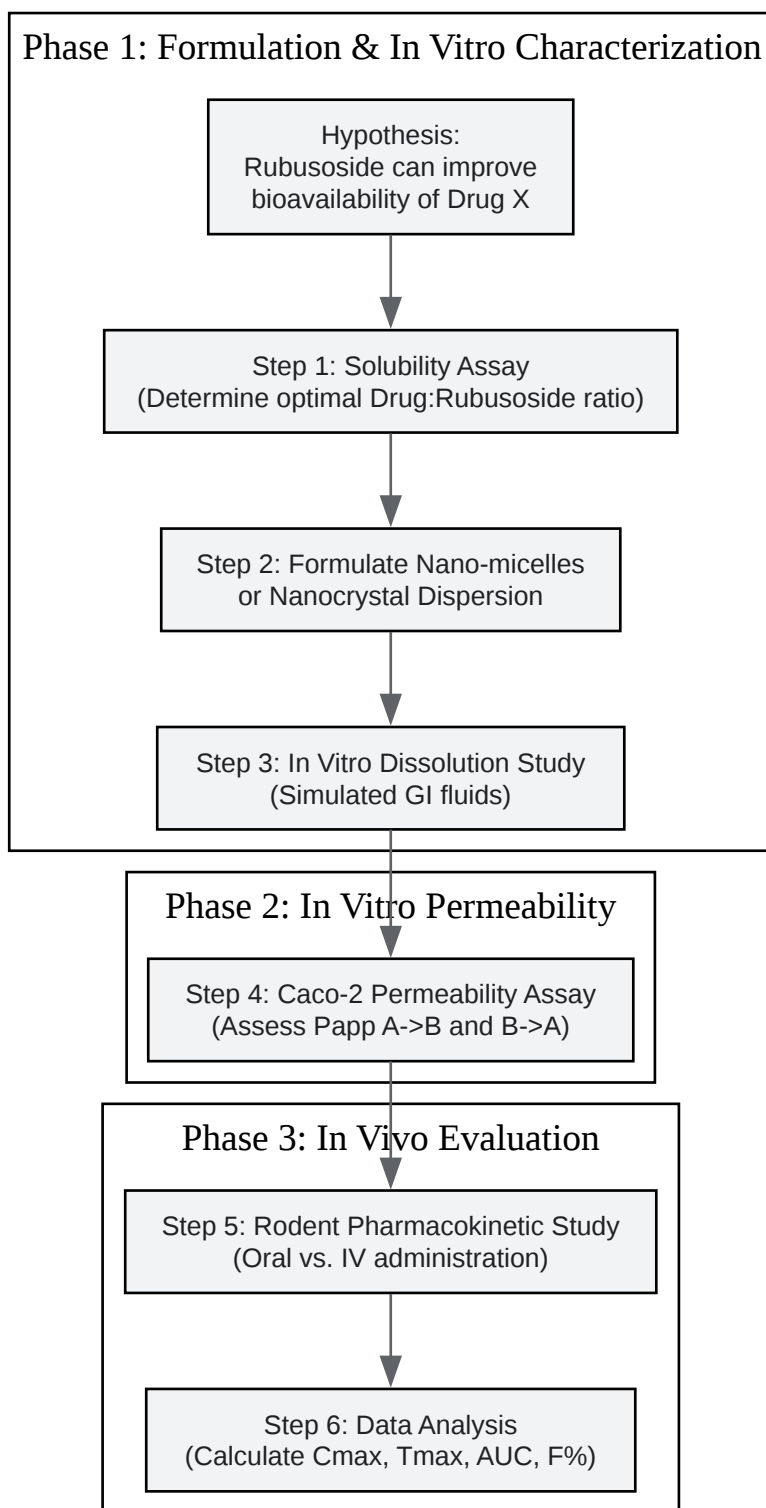 Phase 1: Formulation & In Vitro Characterization
Hypothesis:
Rubusoside can improve
bioavailability of Drug X
Step 1: Solubility Assay
(Determine optimal Drug:Rubusoside ratio)
Step 2: Formulate Nano-micelles
or Nanocrystal Dispersion
Step 3: In Vitro Dissolution Study
(Simulated GI fluids)
Phase 2: In Vitro Permeability
Step 4: Caco-2 Permeability Assay
(Assess Papp A->B and B->A)
Phase 3: In Vivo Evaluation
Step 5: Rodent Pharmacokinetic Study
(Oral vs. IV administration)
Step 6: Data Analysis
(Calculate Cmax, Tmax, AUC, F%)